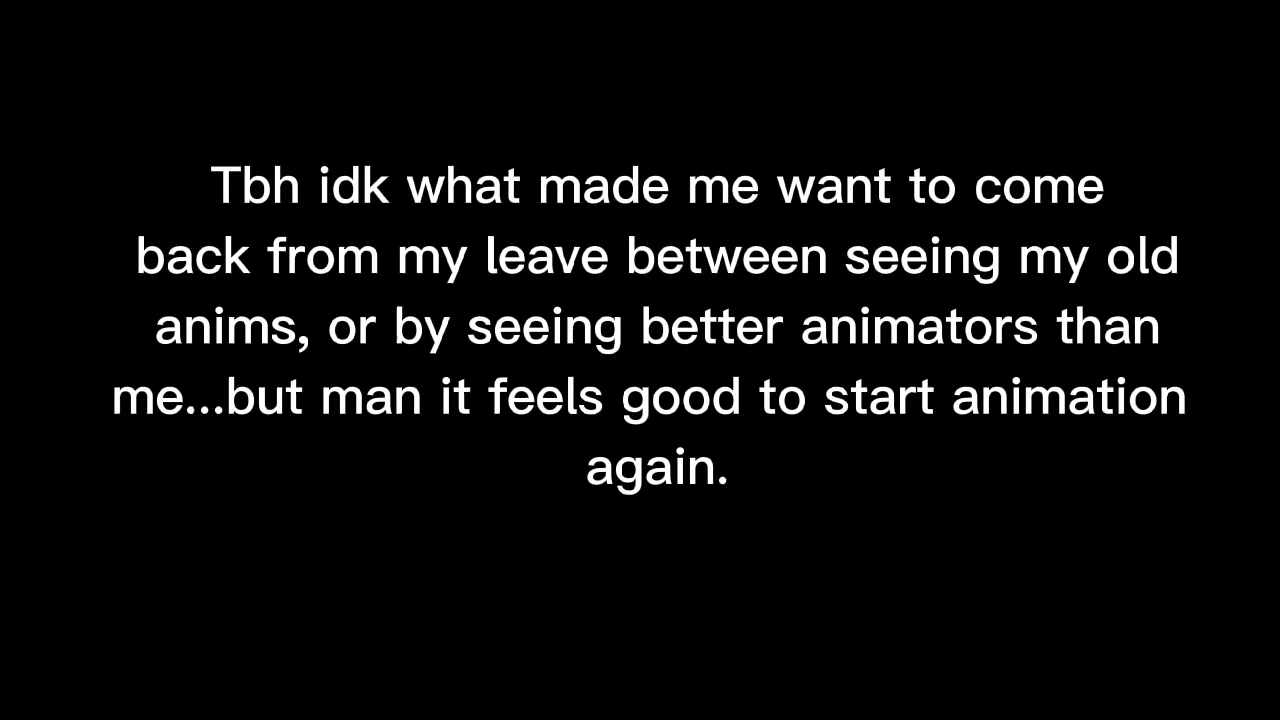 Tbh idk what made me want to come
back from my leave between seeing my old
anims, or by seeing better animators than
me...but man it feels good to start animation
again.